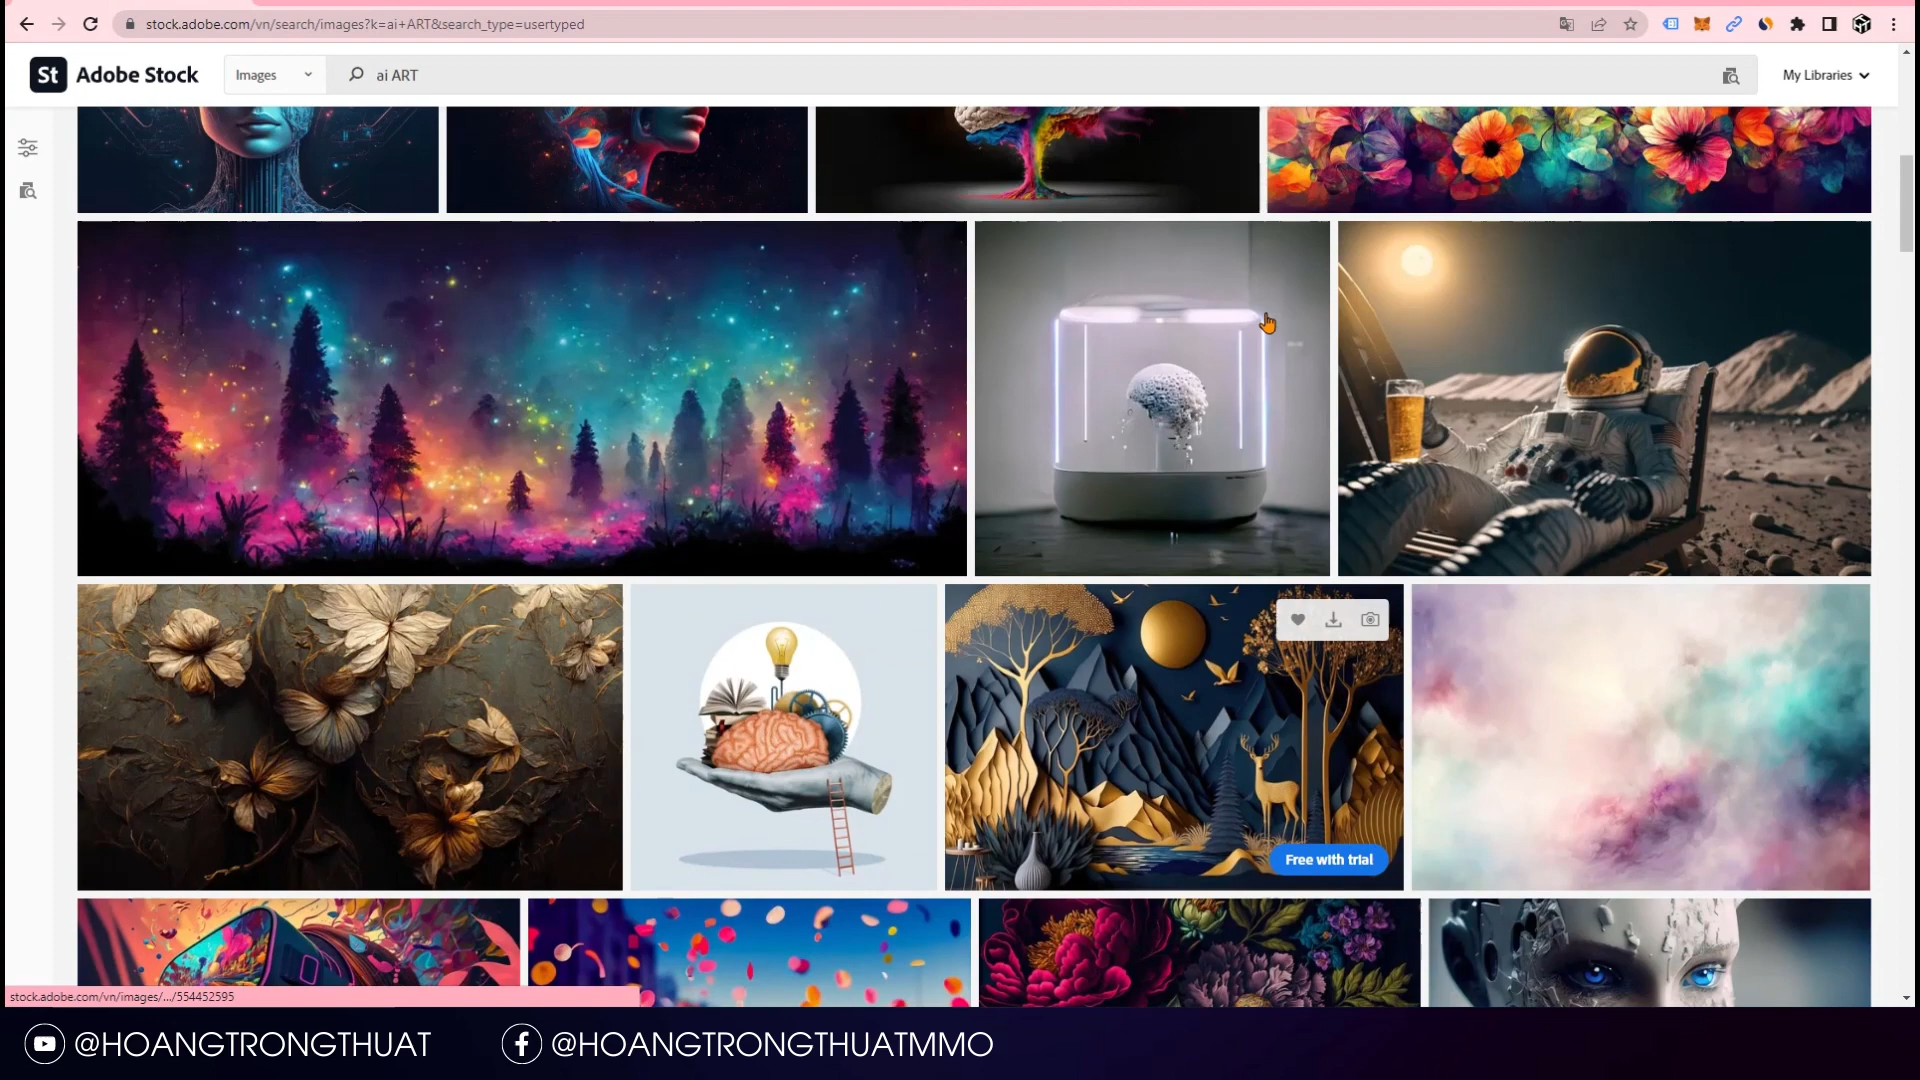 stock.adobe.com/vn/search/images?k=ai+ART&search_type=usertyped
St Adobe Stock
Images
ai ART
My Libraries
Free with trial
stock.adobe.com/vn/images/.../554452595
@HOANGTRONGTHUAT
@HOANGTRONGTHUATMMO